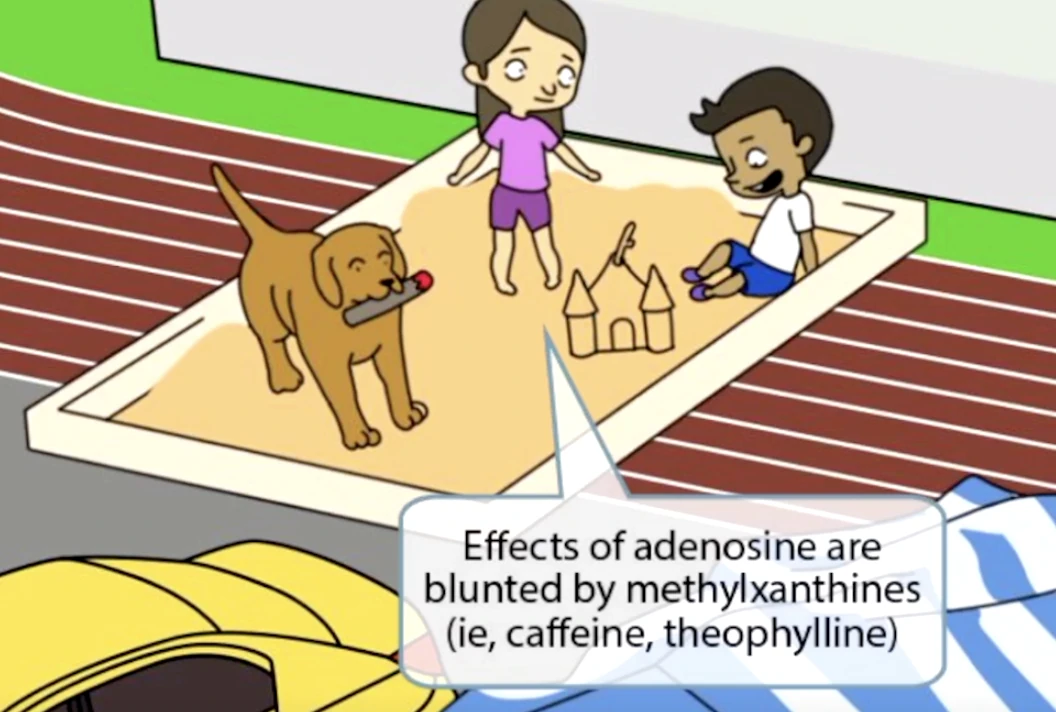 Effects of adenosine are
blunted by methylxanthines
(ie, caffeine, theophylline)